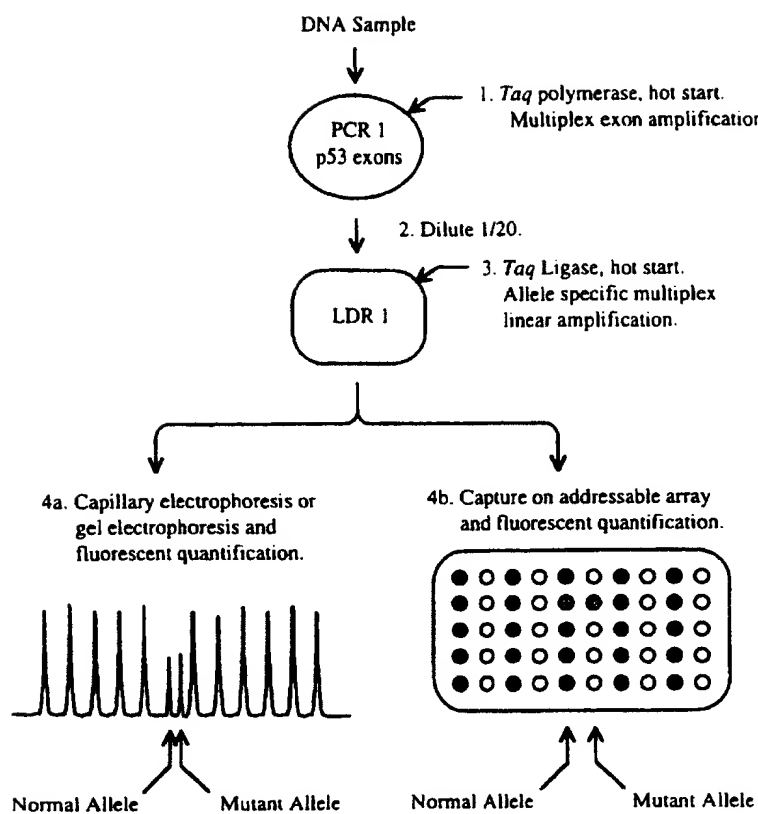 DNA Sample
1. Taq polymerase, hot start.
Multiplex exon amplification
PCR 1
p53 exons
2. Dilute 1/20.
3. Taq Ligase, hot start.
Allele specific multiplex
linear amplification.
LDR 1
4a. Capillary electrophoresis or
gel electrophoresis and
fluorescent quantification.
4b. Capture on addressable array
and fluorescent quantification.
Normal Allele
Mutant Allele
Normal Allele
Mutant Allele